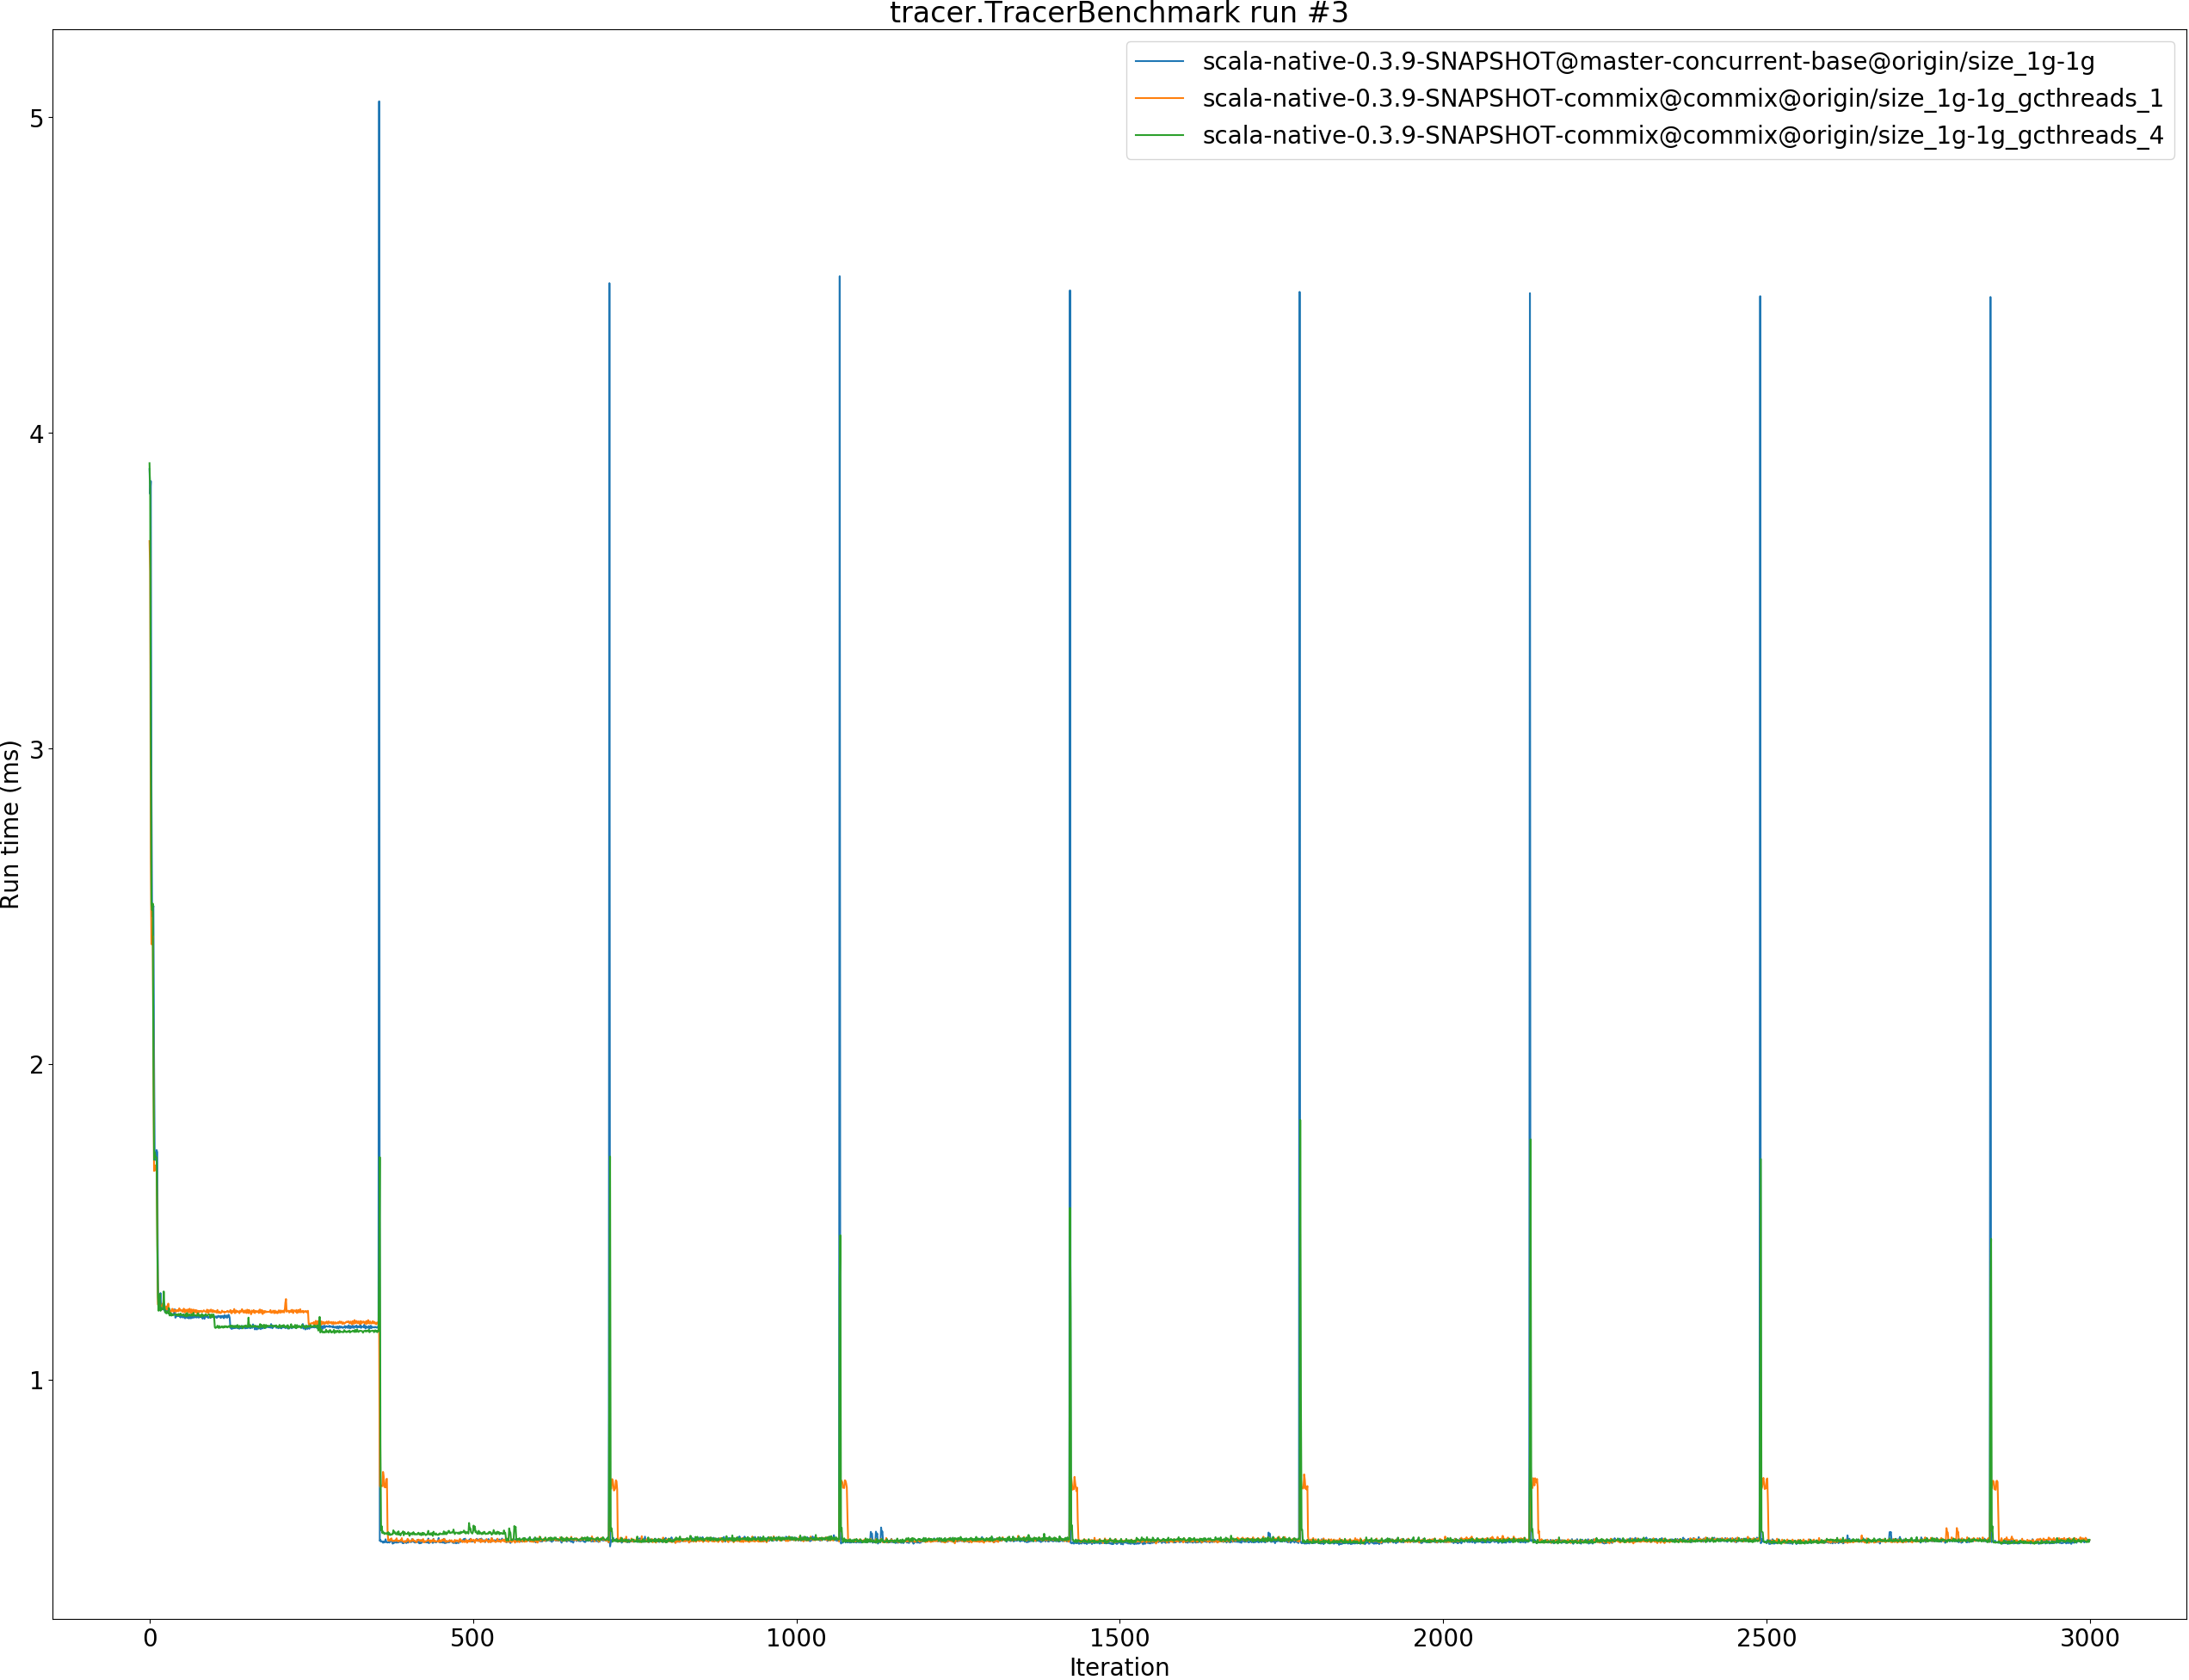 tracer.TracerBenchmark run #3
scala-native-0.3.9-SNAPSHOT@master-concurrent-base@origin/size_1g-1g
scala-native-0.3.9-SNAPSHOT-commix@commix@origin/size_1g-1g_gcthreads_1
scala-native-0.3.9-SNAPSHOT-commix@commix@origin/size_1g-1g_gcthreads_4
5
4
3
2
1
Run time (ms)
0 500 1000 1500 2000 2500 3000
Iteration